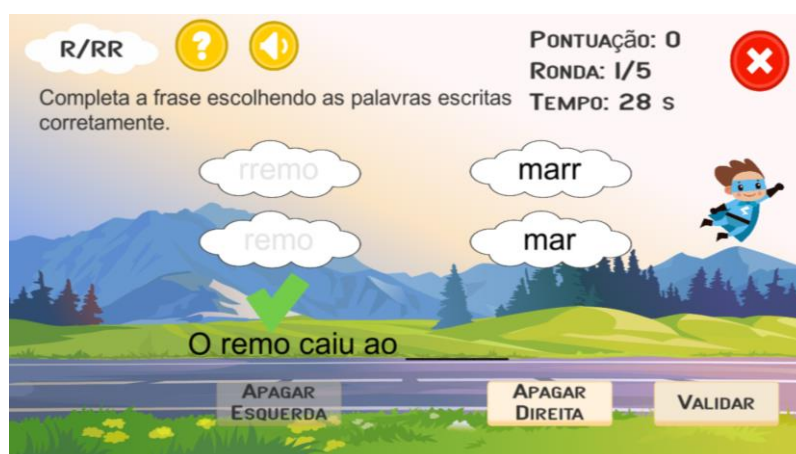 R/RR
?
PONTUAÇÃO: 0
RONDA: 1/5
TEMPO: 28 s
Completa a frase escolhendo as palavras escritas
corretamente.
rremo
marr
remo
mar
O remo caiu ao ______
APAGAR
ESQUERDA
APAGAR
DIREITA
VALIDAR